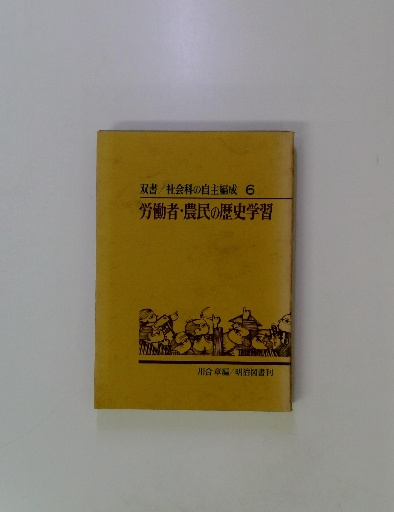 双書／社会科の自主編成 6
労働者・農民の歴史学習
川合章編／明治図書刊